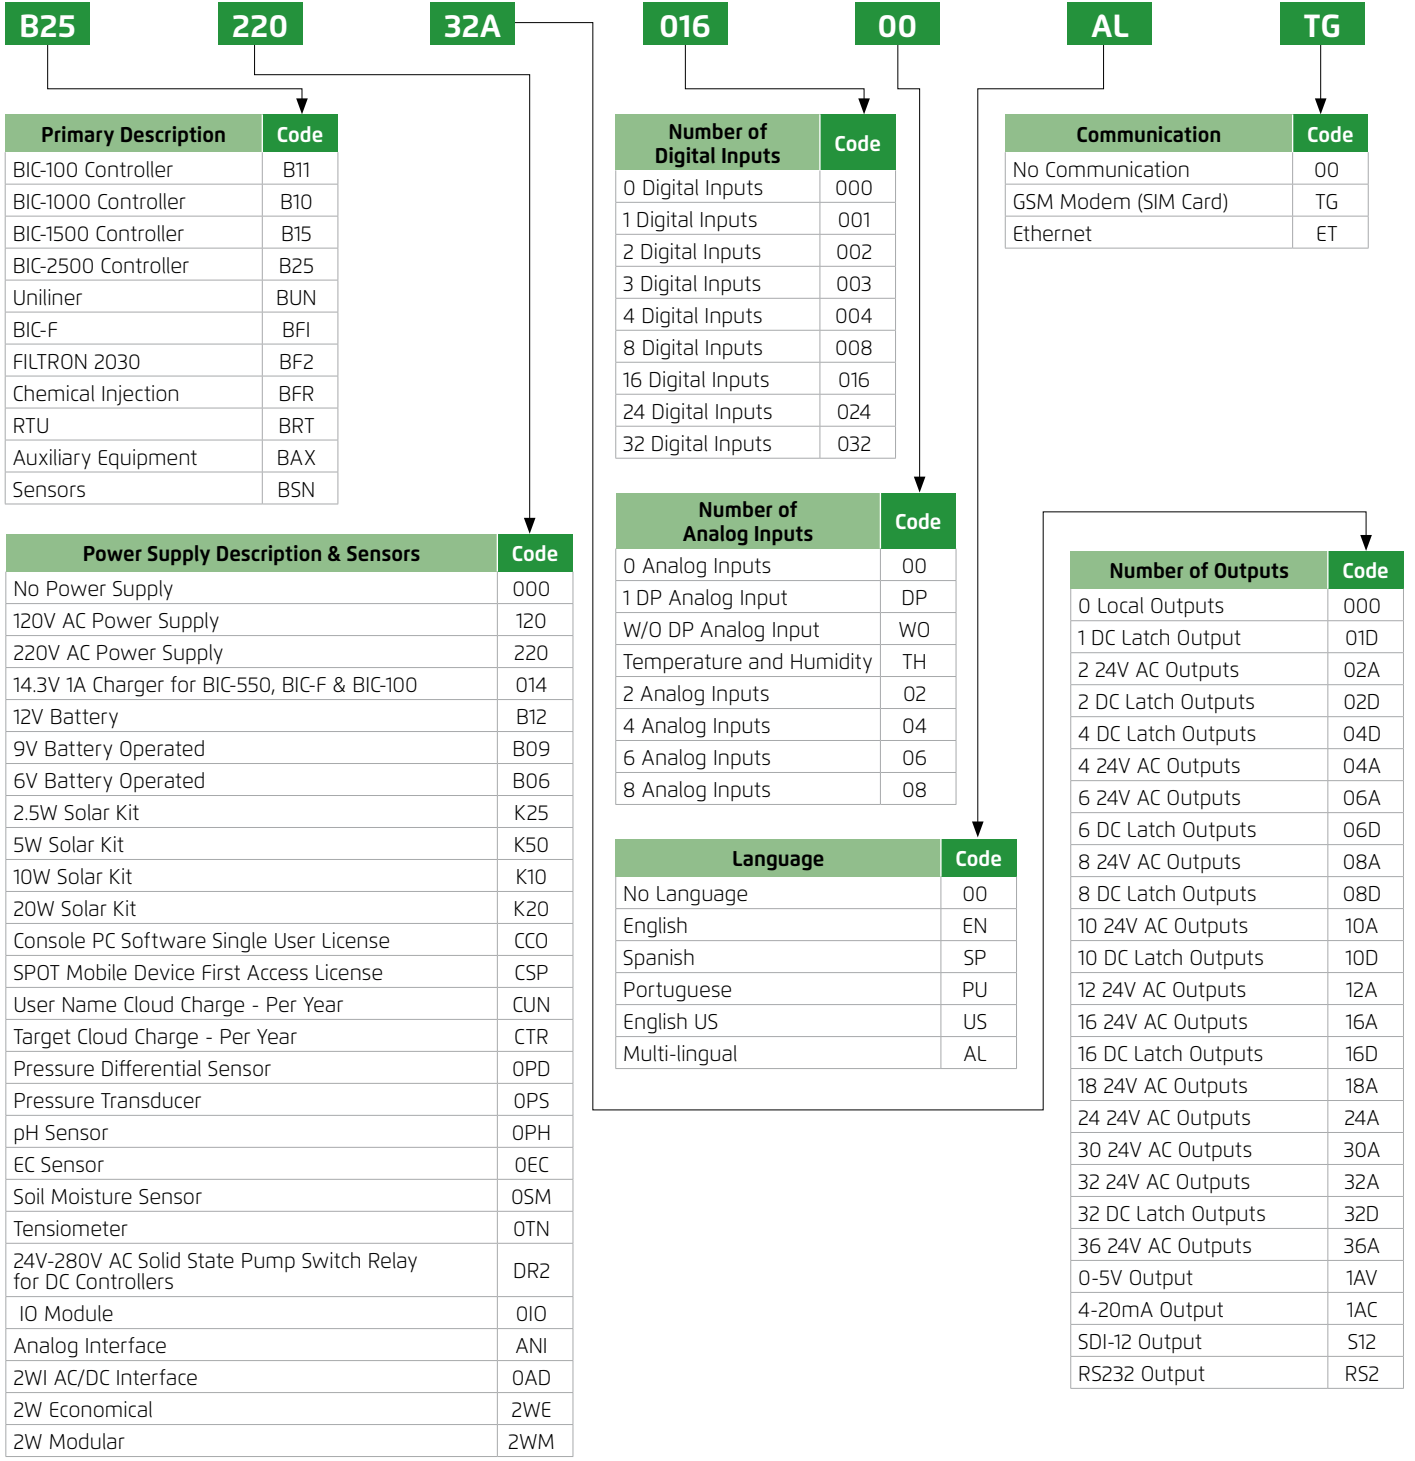 B25 220 32A 016 00 AL TG
Primary Description Code
BIC-100 Controller B11
BIC-1000 Controller B10
BIC-1500 Controller B15
BIC-2500 Controller B25
Uniliner BUN
BIC-F BFI
FILTRON 2030 BF2
Chemical Injection BFR
RTU BRT
Auxiliary Equipment BAX
Sensors BSN
Power Supply Description & Sensors Code
No Power Supply 000
120V AC Power Supply 120
220V AC Power Supply 220
14.3V 1A Charger for BIC-550, BIC-F & BIC-100 014
12V Battery B12
9V Battery Operated B09
6V Battery Operated B06
2.5W Solar Kit K25
5W Solar Kit K50
10W Solar Kit K10
20W Solar Kit K20
Console PC Software Single User License CC0
SPOT Mobile Device First Access License CSP
User Name Cloud Charge - Per Year CUN
Target Cloud Charge - Per Year CTR
Pressure Differential Sensor 0PD
Pressure Transducer 0PS
pH Sensor 0PH
EC Sensor 0EC
Soil Moisture Sensor 0SM
Tensiometer 0TN
24V-280V AC Solid State Pump Switch Relay
for DC Controllers DR2
IO Module 0IO
Analog Interface ANI
2WI AC/DC Interface 0AD
2W Economical 2WE
2W Modular 2WM
Number of
Digital Inputs Code
0 Digital Inputs 000
1 Digital Inputs 001
2 Digital Inputs 002
3 Digital Inputs 003
4 Digital Inputs 004
8 Digital Inputs 008
16 Digital Inputs 016
24 Digital Inputs 024
32 Digital Inputs 032
Number of
Analog Inputs Code
0 Analog Inputs 00
1 DP Analog Input DP
W/O DP Analog Input WO
Temperature and Humidity TH
2 Analog Inputs 02
4 Analog Inputs 04
6 Analog Inputs 06
8 Analog Inputs 08
Language Code
No Language 00
English EN
Spanish SP
Portuguese PU
English US US
Multi-lingual AL
Communication Code
No Communication 00
GSM Modem (SIM Card) TG
Ethernet ET
Number of Outputs Code
0 Local Outputs 000
1 DC Latch Output 01D
2 24V AC Outputs 02A
2 DC Latch Outputs 02D
4 DC Latch Outputs 04D
4 24V AC Outputs 04A
6 24V AC Outputs 06A
6 DC Latch Outputs 06D
8 24V AC Outputs 08A
8 DC Latch Outputs 08D
10 24V AC Outputs 10A
10 DC Latch Outputs 10D
12 24V AC Outputs 12A
16 24V AC Outputs 16A
16 DC Latch Outputs 16D
18 24V AC Outputs 18A
24 24V AC Outputs 24A
30 24V AC Outputs 30A
32 24V AC Outputs 32A
32 DC Latch Outputs 32D
36 24V AC Outputs 36A
0-5V Output 1AV
4-20mA Output 1AC
SDI-12 Output S12
RS232 Output RS2